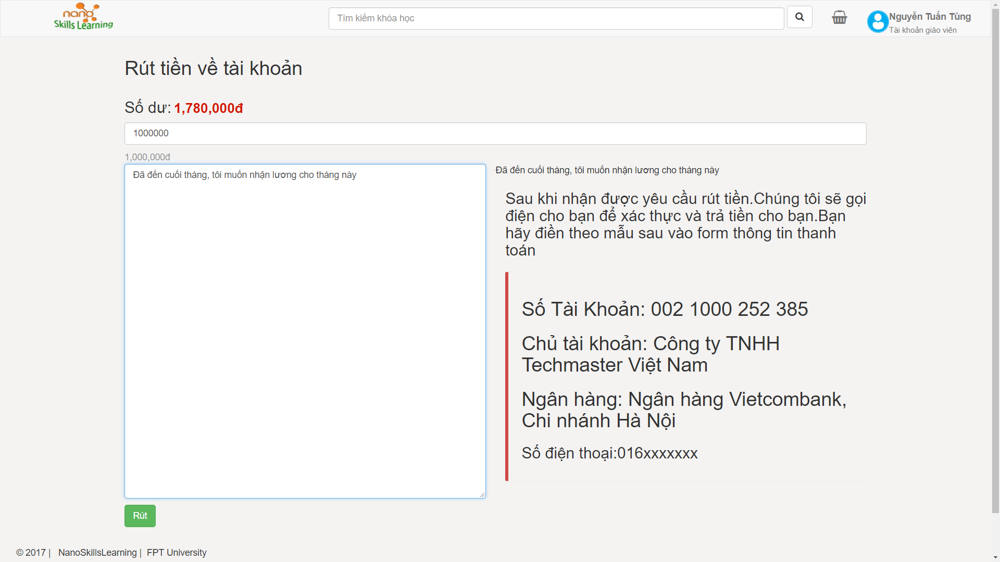 nano
Skills Learning
Tìm kiếm khóa học
Nguyễn Tuấn Tùng
Tài khoản giáo viên
Rút tiền về tài khoản
Số dư: 1,780,000đ
1000000
1,000,000đ
Đã đến cuối tháng, tôi muốn nhận lương cho tháng này
Đã đến cuối tháng, tôi muốn nhận lương cho tháng này
Sau khi nhận được yêu cầu rút tiền.Chúng tôi sẽ gọi
điện cho bạn để xác thực và trả tiền cho bạn.Bạn
hãy điền theo mẫu sau vào form thông tin thanh
toán
Số Tài Khoản: 002 1000 252 385
Chủ tài khoản: Công ty TNHH
Techmaster Việt Nam
Ngân hàng: Ngân hàng Vietcombank,
Chi nhánh Hà Nội
Số điện thoại:016xxxxxxx
Rút
© 2017 | NanoSkillsLearning | FPT University